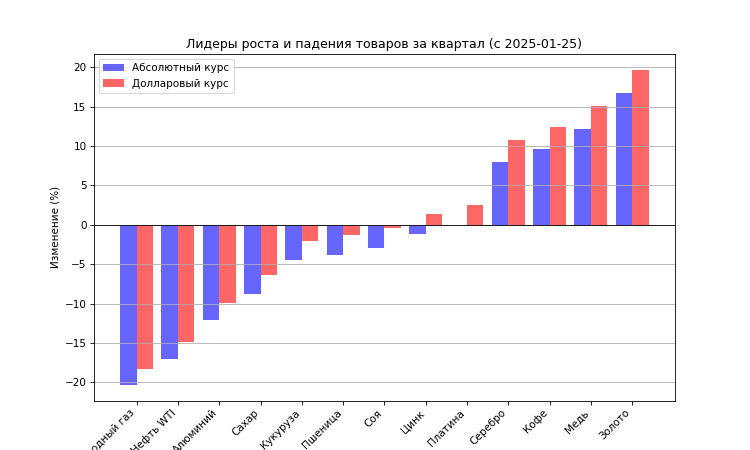 Лидеры роста и падения товаров за квартал (с 2025-01-25)
Абсолютный курс
Долларовый курс
Изменение (%)
20
15
10
5
0
−5
−10
−15
−20
газ
Нефть WTI
Алюминий
Сахар
Кукуруза
Пшеница
Соя
Цинк
Платина
Серебро
Кофе
Медь
Золото